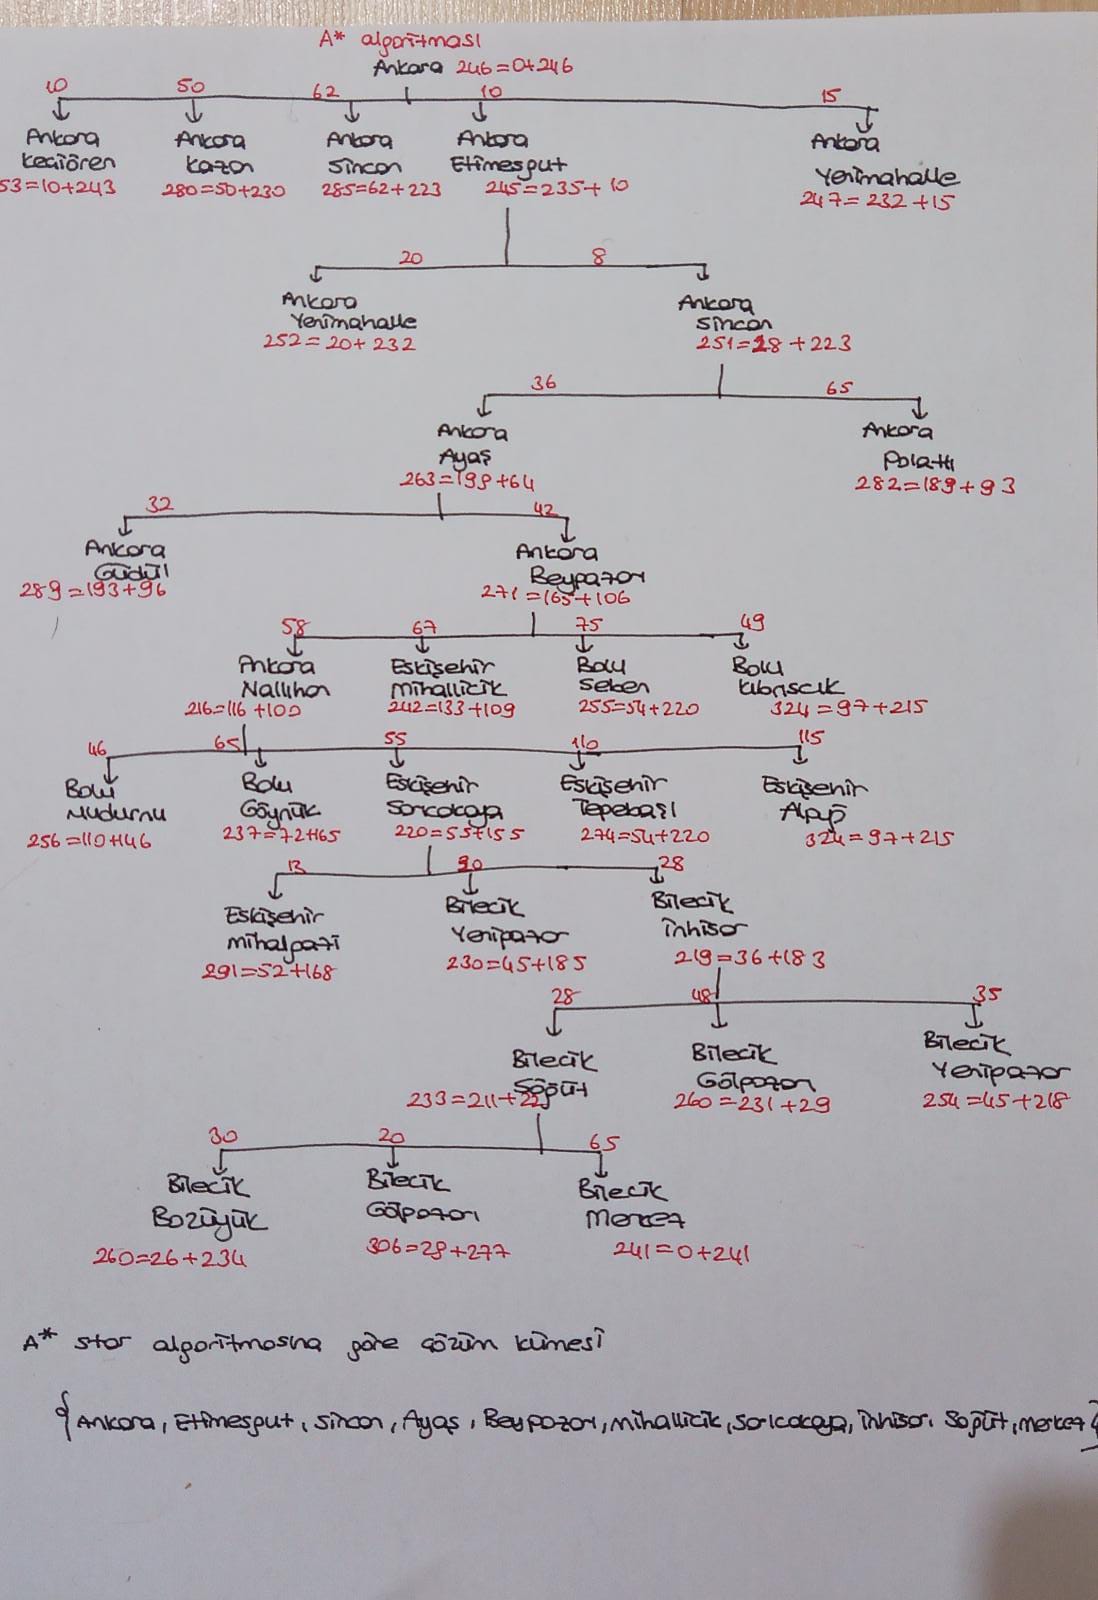 A* algoritması
Ankara 246=0+246
10 50 62 10 15
Ankara Ankara Ankara Ankara Ankara
Keçiören Kazan Sincan Etimesgut Yenimahalle
53=10+243 280=50+230 285=62+223 245=235+10 247=232+15
20 8
Ankara Ankara
Yenimahalle Sincan
252=20+232 251=28+223
36 65
Ankara Ankara
Ayaş Polatlı
263=199+64 282=189+93
32 42
Ankara Ankara
Güdül Beypazarı
289=193+96 271=165+106
58 67 75 49
Ankara Eskişehir Bolu Bolu
Nallıhan Mihallıcık Seben Kıbrıscık
216=116+100 242=133+109 255=54+220 324=97+215
46 65 55 110 115
Bolu Bolu Eskişehir Eskişehir Eskişehir
Mudurnu Göynük Sarıcakaya Tepebaşı Alpu
256=110+146 237=72+165 220=55+155 274=54+220 324=97+215
13 90 28
Eskişehir Bilecik Bilecik
Mihalgazi Yenipazar İnhisar
291=52+168 230=45+185 219=36+183
28 48 35
Bilecik Bilecik Bilecik
Söğüt Gölpazarı Yenipazar
233=211+22 260=231+29 254=45+218
30 20 65
Bilecik Bilecik Bilecik
Bozüyük Gölpazarı Merkez
260=26+234 306=29+277 241=0+241
A* star algoritmasına göre çözüm kümesi
{Ankara, Etimesgut, Sincan, Ayaş, Beypazarı, Mihallıcık, Sarıcakaya, İnhisar, Söğüt, Merkez}